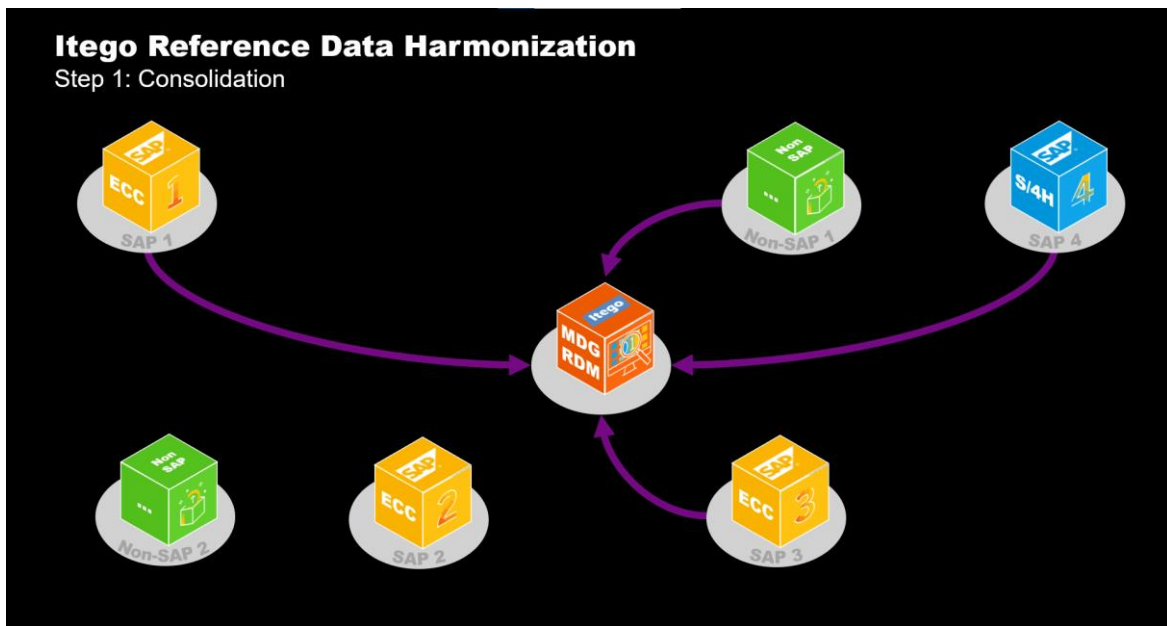 Itego Reference Data Harmonization
Step 1: Consolidation
SAP
ECC
1
SAP 1
Non
SAP
...
Non-SAP 1
SAP
S/4H
4
SAP 4
Itego
MDG
RDM
Non
SAP
...
Non-SAP 2
SAP
ECC
2
SAP 2
SAP
ECC
3
SAP 3